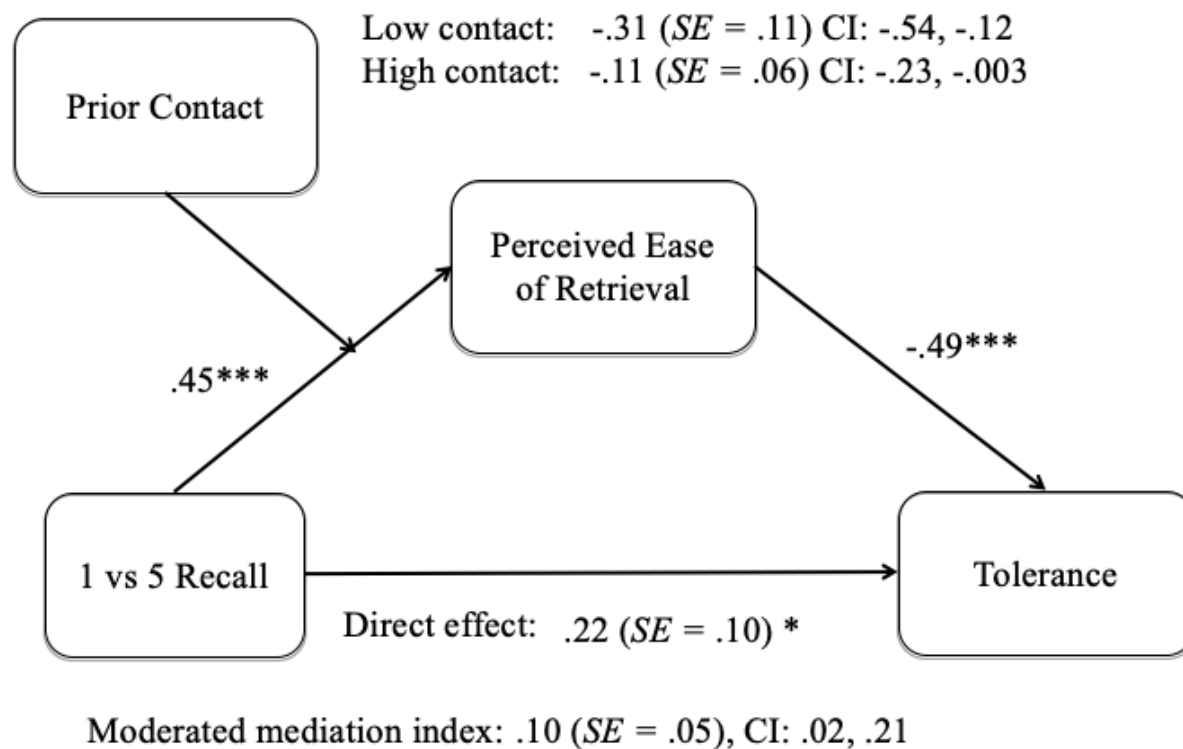 Low contact: -.31 (SE = .11) CI: -.54, -.12
High contact: -.11 (SE = .06) CI: -.23, -.003
Prior Contact
Perceived Ease
of Retrieval
.45***
-.49***
1 vs 5 Recall
Tolerance
Direct effect: .22 (SE = .10) *
Moderated mediation index: .10 (SE = .05), CI: .02, .21